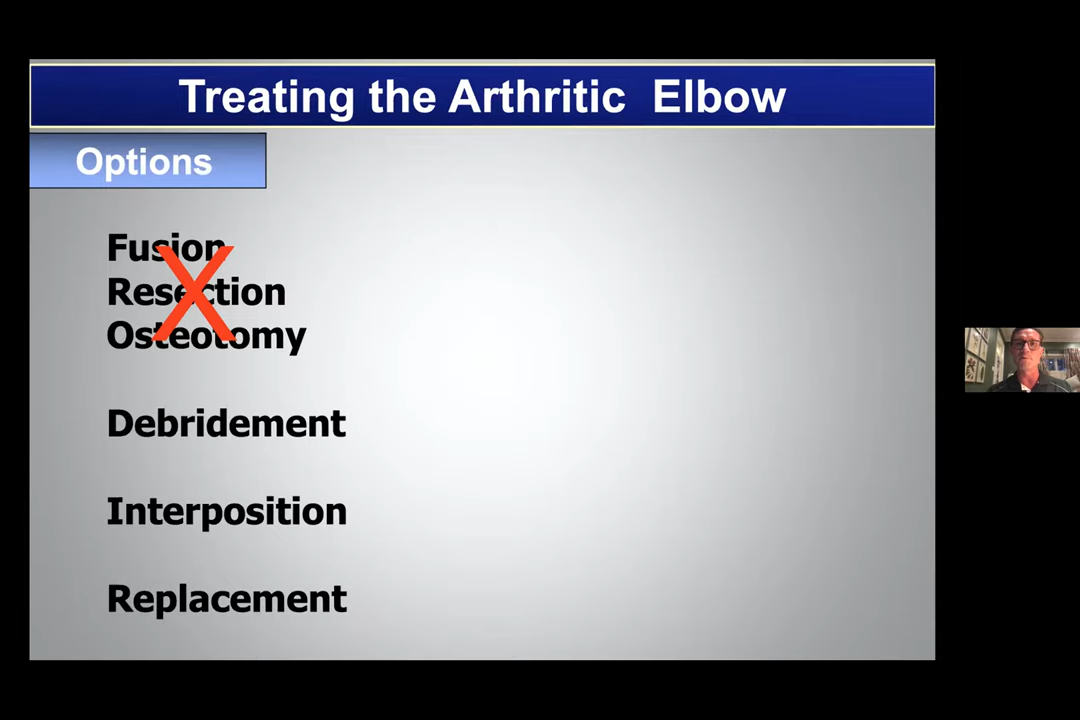 Treating the Arthritic Elbow
Options
Fusion
Resection
Osteotomy
Debridement
Interposition
Replacement